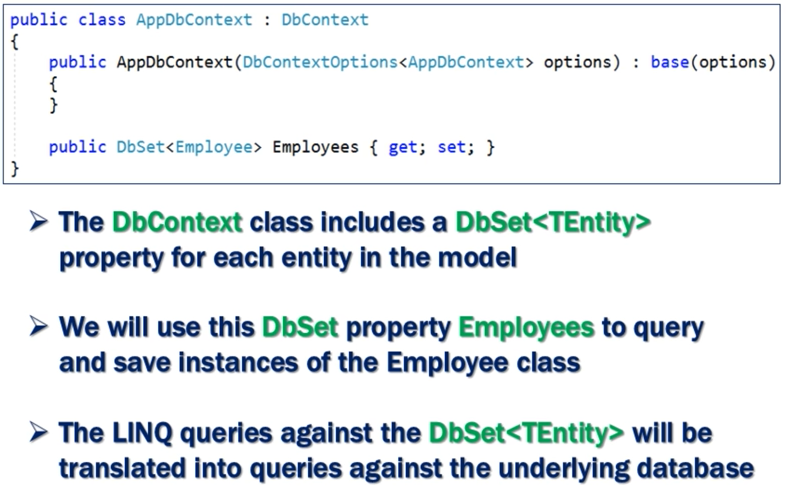 public class AppDbContext : DbContext
{
public AppDbContext(DbContextOptions<AppDbContext> options) : base(options)
{
}
public DbSet<Employee> Employees { get; set; }
}
➢ The DbContext class includes a DbSet<TEntity>
property for each entity in the model
➢ We will use this DbSet property Employees to query
and save instances of the Employee class
➢ The LINQ queries against the DbSet<TEntity> will be
translated into queries against the underlying database